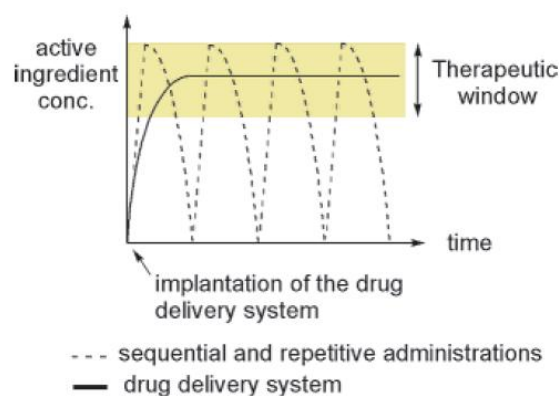 active
ingredient
conc.
Therapeutic
window
time
implantation of the drug
delivery system
sequential and repetitive administrations
drug delivery system